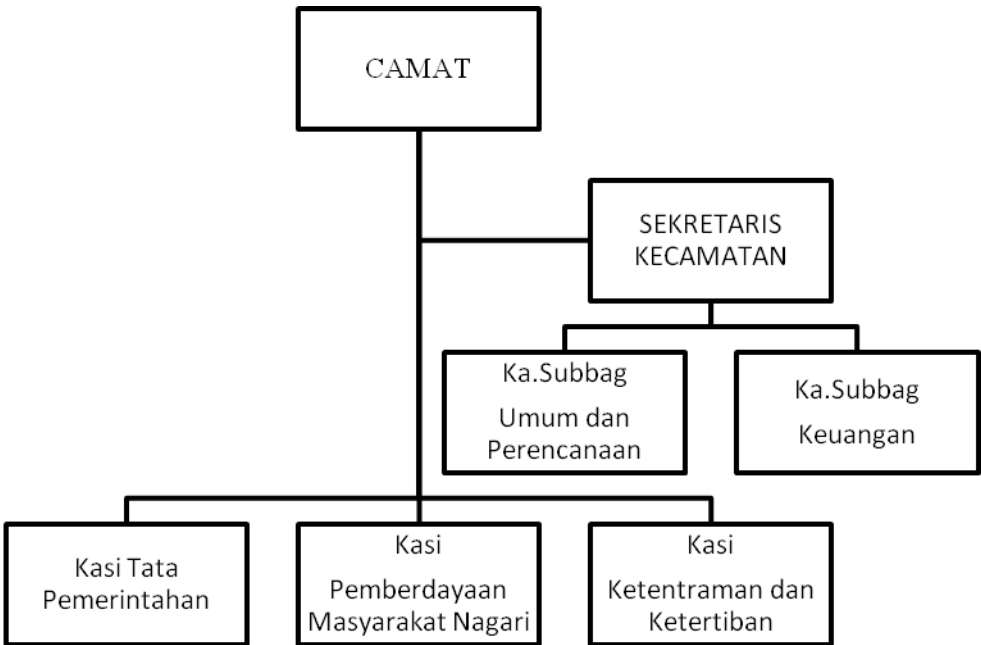 CAMAT
SEKRETARIS
KECAMATAN
Ka.Subbag
Umum dan
Perencanaan
Ka.Subbag
Keuangan
Kasi Tata
Pemerintahan
Kasi
Pemberdayaan
Masyarakat Nagari
Kasi
Ketentraman dan
Ketertiban